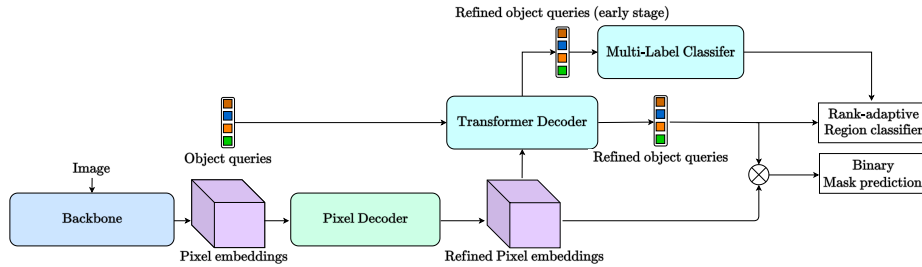 Refined object queries (early stage)
Multi-Label Classifer
Transformer Decoder
Rank-adaptive
Region classifier
Object queries
Refined object queries
Image
Binary
Mask prediction
Backbone
Pixel Decoder
Pixel embeddings
Refined Pixel embeddings